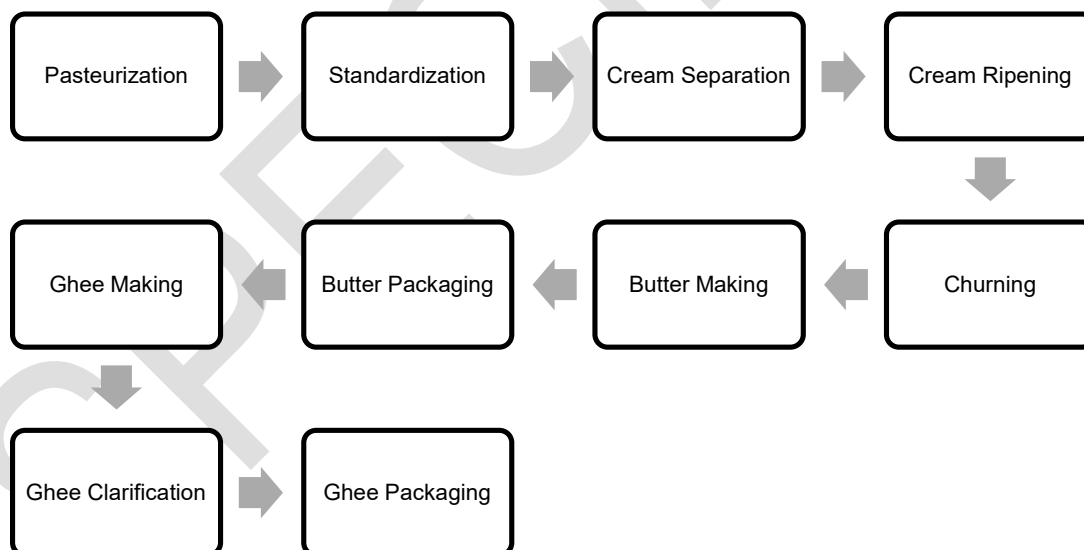 Pasteurization
Standardization
Cream Separation
Cream Ripening
Churning
Butter Making
Butter Packaging
Ghee Making
Ghee Clarification
Ghee Packaging